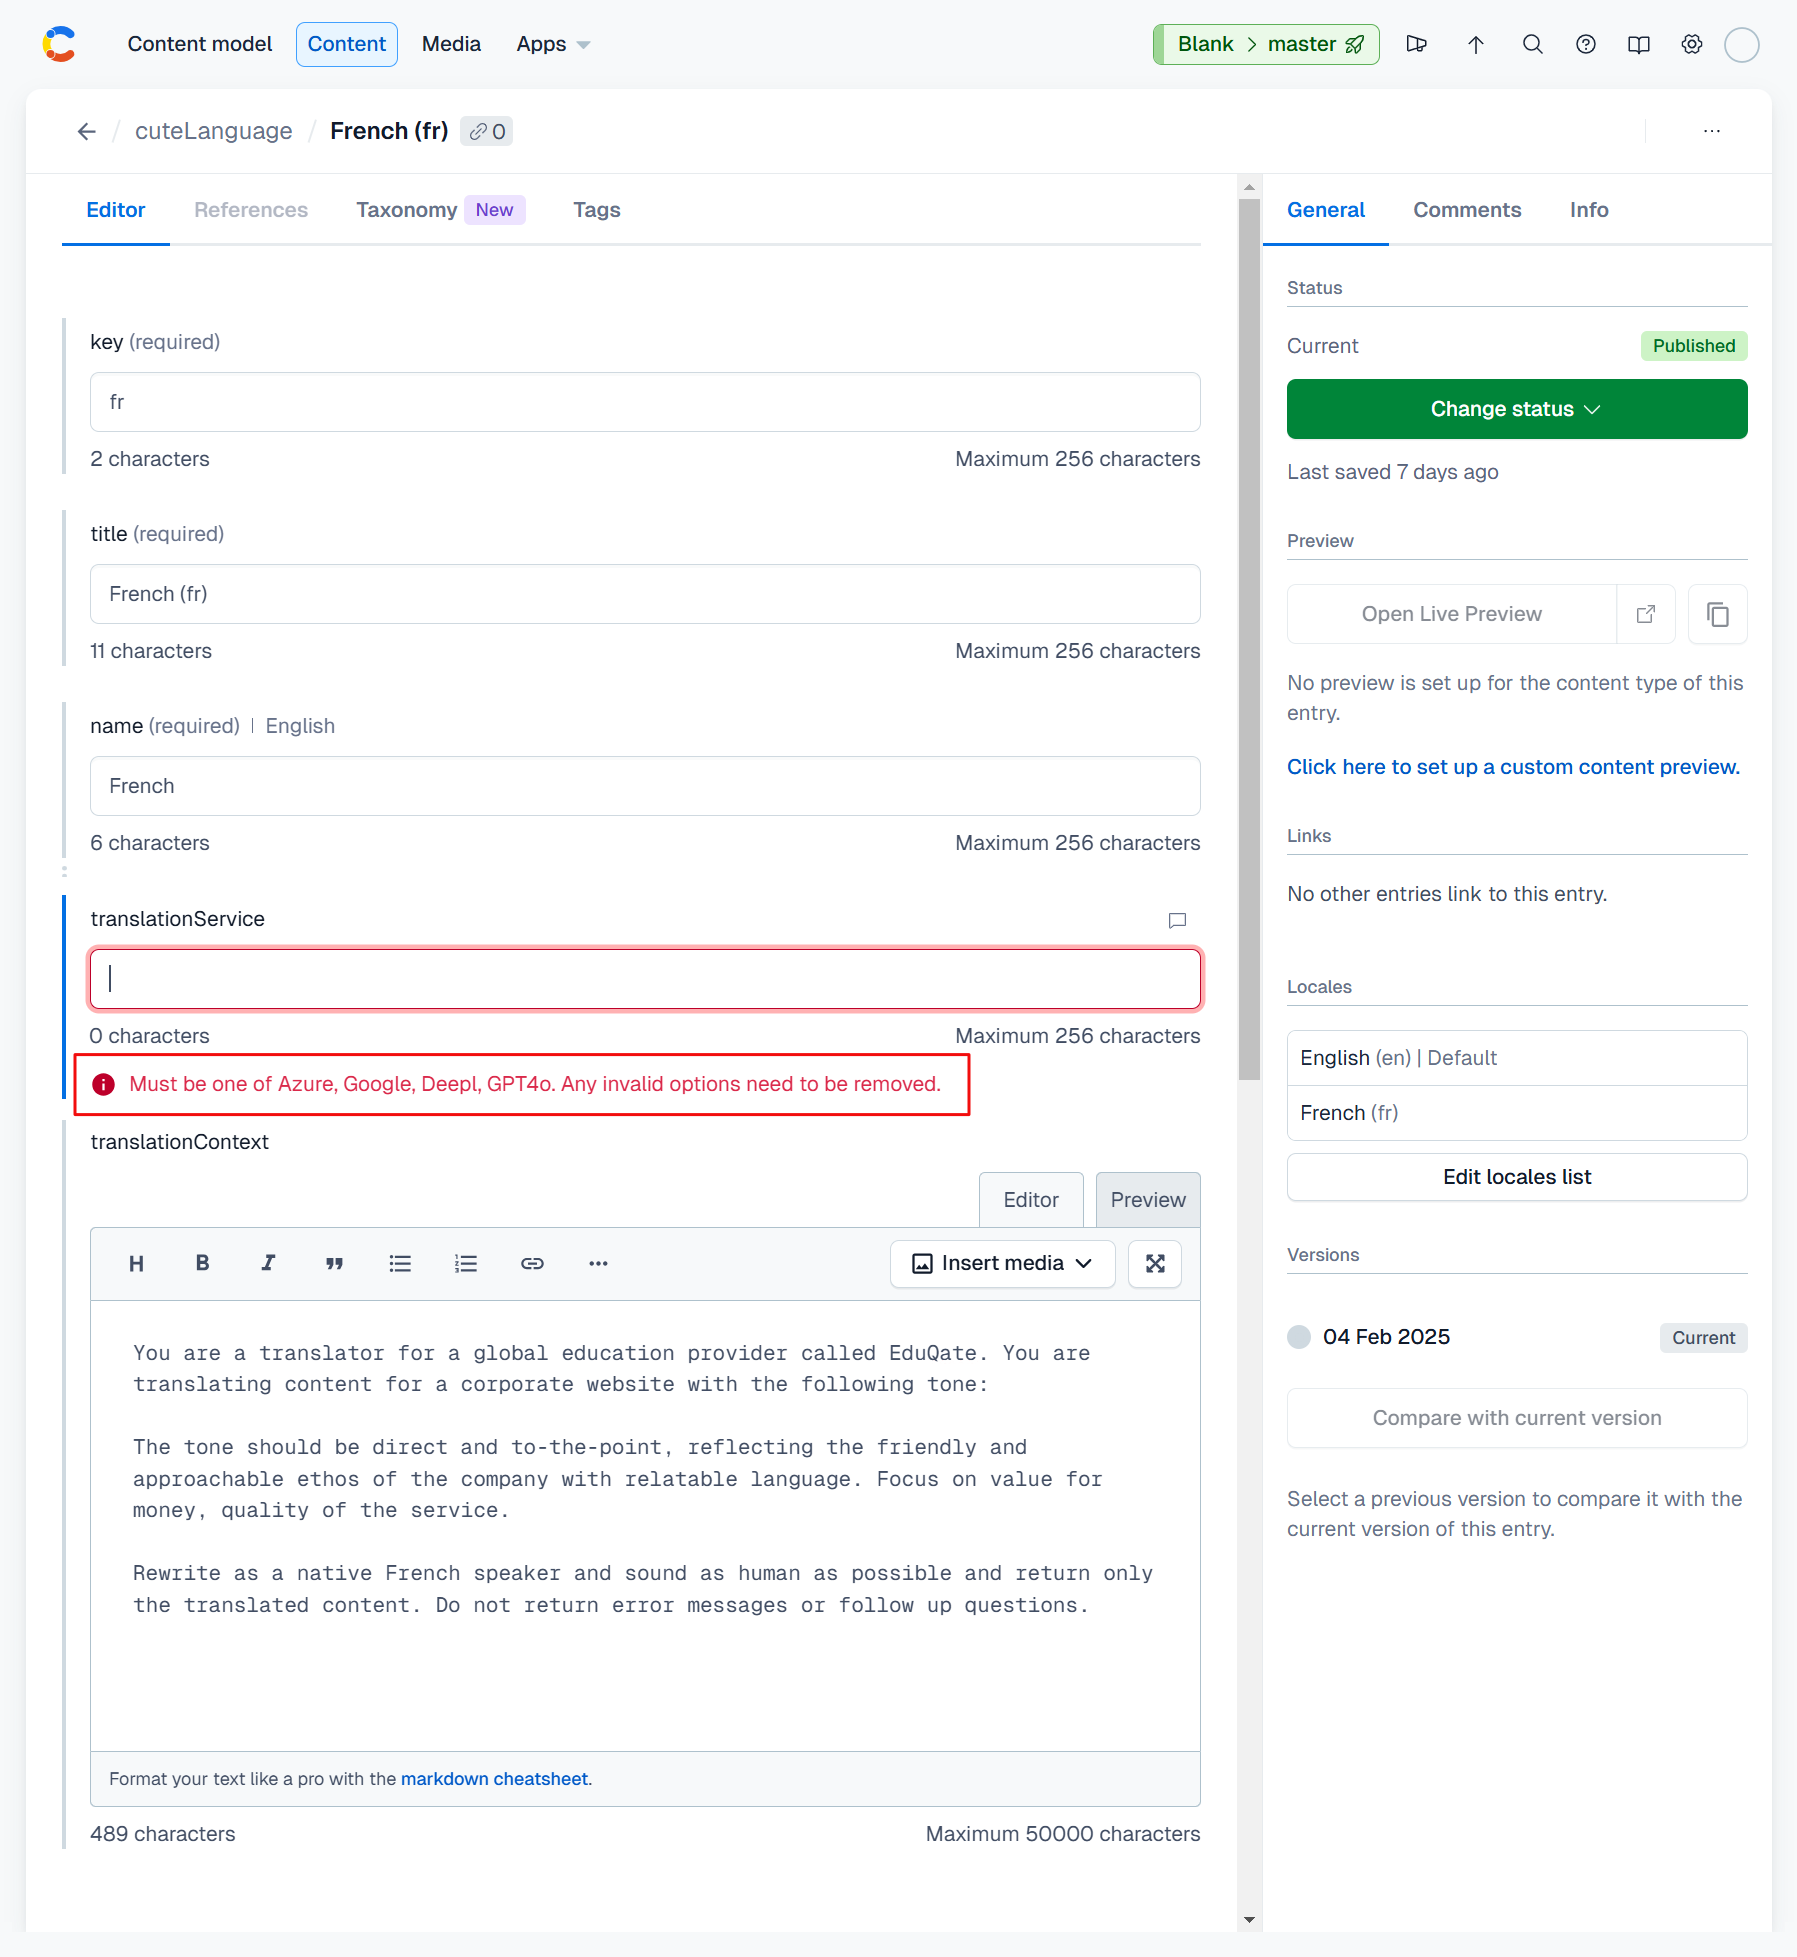 Content model
Content
Media
Apps
Blank > master
cuteLanguage / French (fr) 0
Editor
References
Taxonomy New
Tags
key (required)
fr
2 characters
Maximum 256 characters
title (required)
French (fr)
11 characters
Maximum 256 characters
name (required) | English
French
6 characters
Maximum 256 characters
translationService
0 characters
Maximum 256 characters
Must be one of Azure, Google, Deepl, GPT4o. Any invalid options need to be removed.
translationContext
Editor
Preview
H B I
Insert media
You are a translator for a global education provider called EduQate. You are
translating content for a corporate website with the following tone:
The tone should be direct and to-the-point, reflecting the friendly and
approachable ethos of the company with relatable language. Focus on value for
money, quality of the service.
Rewrite as a native French speaker and sound as human as possible and return only
the translated content. Do not return error messages or follow up questions.
Format your text like a pro with the markdown cheatsheet.
489 characters
Maximum 50000 characters
General
Comments
Info
Status
Current
Published
Change status
Last saved 7 days ago
Preview
Open Live Preview
No preview is set up for the content type of this
entry.
Click here to set up a custom content preview.
Links
No other entries link to this entry.
Locales
English (en) | Default
French (fr)
Edit locales list
Versions
04 Feb 2025
Current
Compare with current version
Select a previous version to compare it with the
current version of this entry.